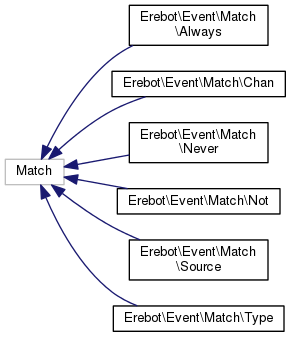 Erebot\Event\Match
\Always
Erebot\Event\Match\Chan
Erebot\Event\Match
\Never
Match
Erebot\Event\Match\Not
Erebot\Event\Match
\Source
Erebot\Event\Match\Type